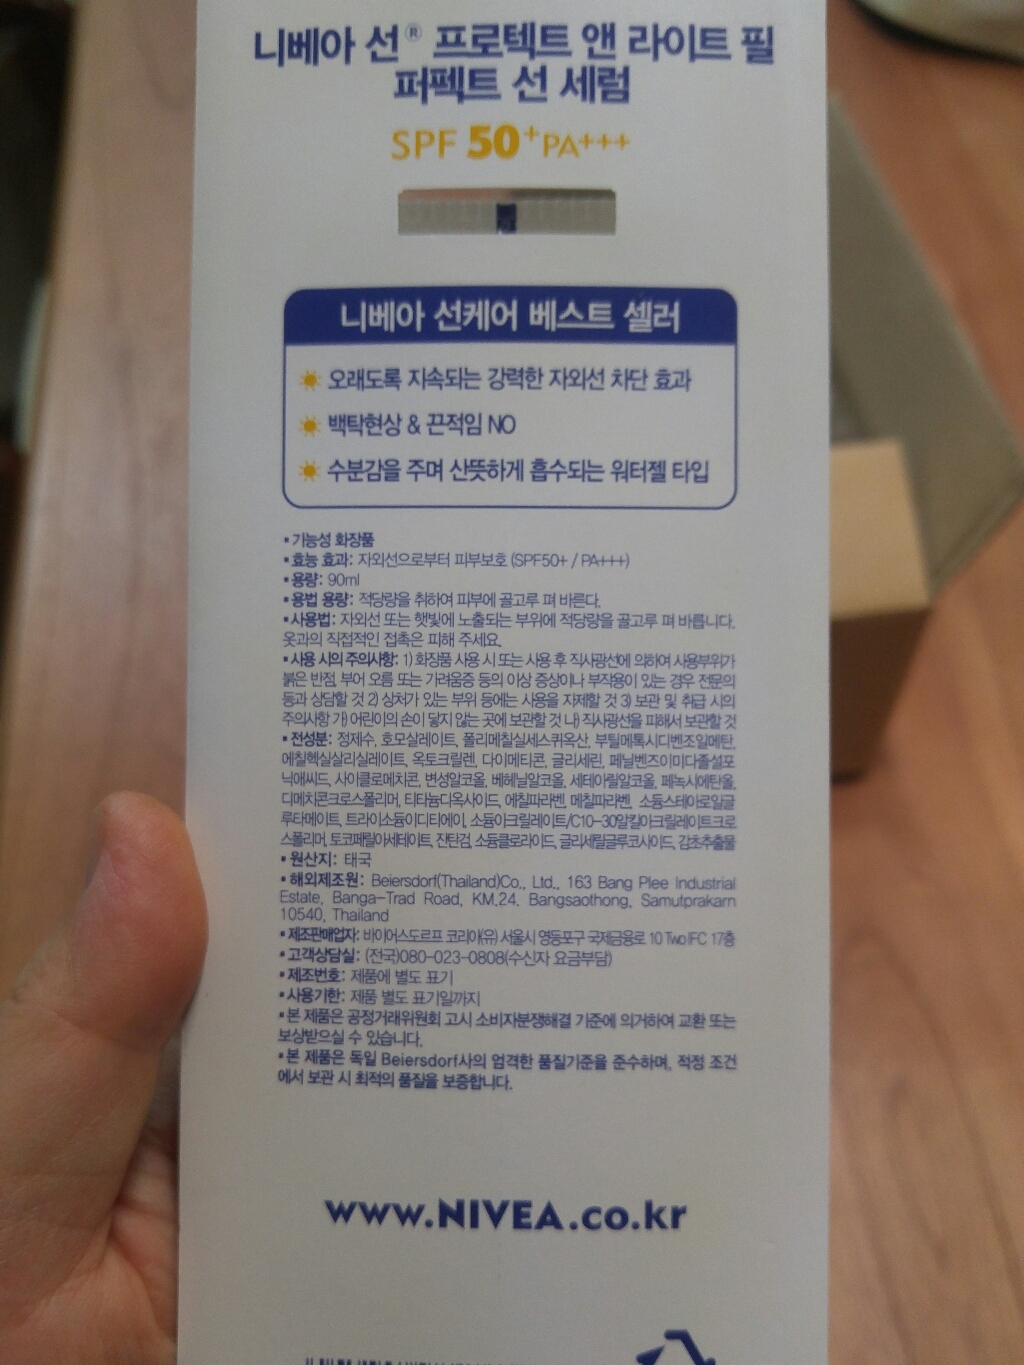 니베아 선® 프로텍트 앤 라이트 필
퍼펙트 선 세럼
SPF 50+ PA+++
니베아 선케어 베스트 셀러
오래도록 지속되는 강력한 자외선 차단 효과
백탁현상 & 끈적임 NO
수분감을 주며 산뜻하게 흡수되는 워터젤 타입
▪ 가능성 화장품
▪ 효능 효과: 자외선으로부터 피부보호 (SPF50+ / PA+++)
▪ 용량: 90ml
▪ 용법 용량: 적당량을 취하여 피부에 골고루 펴 바른다.
▪ 사용법: 자외선 또는 햇빛에 노출되는 부위에 적당량을 골고루 펴 바릅니다.
옷과의 직접적인 접촉은 피해 주세요.
▪ 사용 시의 주의사항: 1) 화장품 사용 시 또는 사용 후 직사광선에 의하여 사용부위가
붉은 반점, 부어 오름 또는 가려움증 등의 이상 증상이나 부작용이 있는 경우 전문의
등과 상담할 것 2) 상처가 있는 부위 등에는 사용을 자제할 것 3) 보관 및 취급 시의
주의사항 가) 어린이의 손이 닿지 않는 곳에 보관할 것 나) 직사광선을 피해서 보관할 것
▪ 전성분: 정제수, 호모살레이트, 폴리메칠실세스퀴옥산, 부틸메톡시디벤조일메탄,
에칠헥실살리실레이트, 옥토크릴렌, 다이메티콘, 글리세린, 페닐벤즈이미다졸설포
닉애씨드, 사이클로메치콘, 변성알코올, 베헤닐알코올, 세테아릴알코올, 페녹시에탄올,
디메치콘크로스폴리머, 티타늄디옥사이드, 에칠파라벤, 메칠파라벤, 소듐스테아로일글
루타메이트, 트라이소듐이디티에이, 소듐아크릴레이트/C10-30알킬아크릴레이트크로
스폴리머, 토코페릴아세테이트, 잔탄검, 소듐클로라이드, 글리세릴글루코사이드, 감초추출물
▪ 원산지: 태국
▪ 해외제조원: Beiersdorf(Thailand)Co., Ltd., 163 Bang Plee Industrial
Estate, Banga-Trad Road, KM.24. Bangsaothong, Samutprakarn
10540, Thailand
▪ 제조판매업자: 바이어스도르프 코리아(유) 서울시 영등포구 국제금융로 10 Two IFC 17층
▪ 고객상담실: (전국)080-023-0808(수신자 요금부담)
▪ 제조번호: 제품에 별도 표기
▪ 사용기한: 제품 별도 표기일까지
▪ 본 제품은 공정거래위원회 고시 소비자분쟁해결 기준에 의거하여 교환 또는
보상받으실 수 있습니다.
▪ 본 제품은 독일 Beiersdorf사의 엄격한 품질기준을 준수하며, 적정 조건
에서 보관 시 최적의 품질을 보증합니다.
www.NIVEA.co.kr